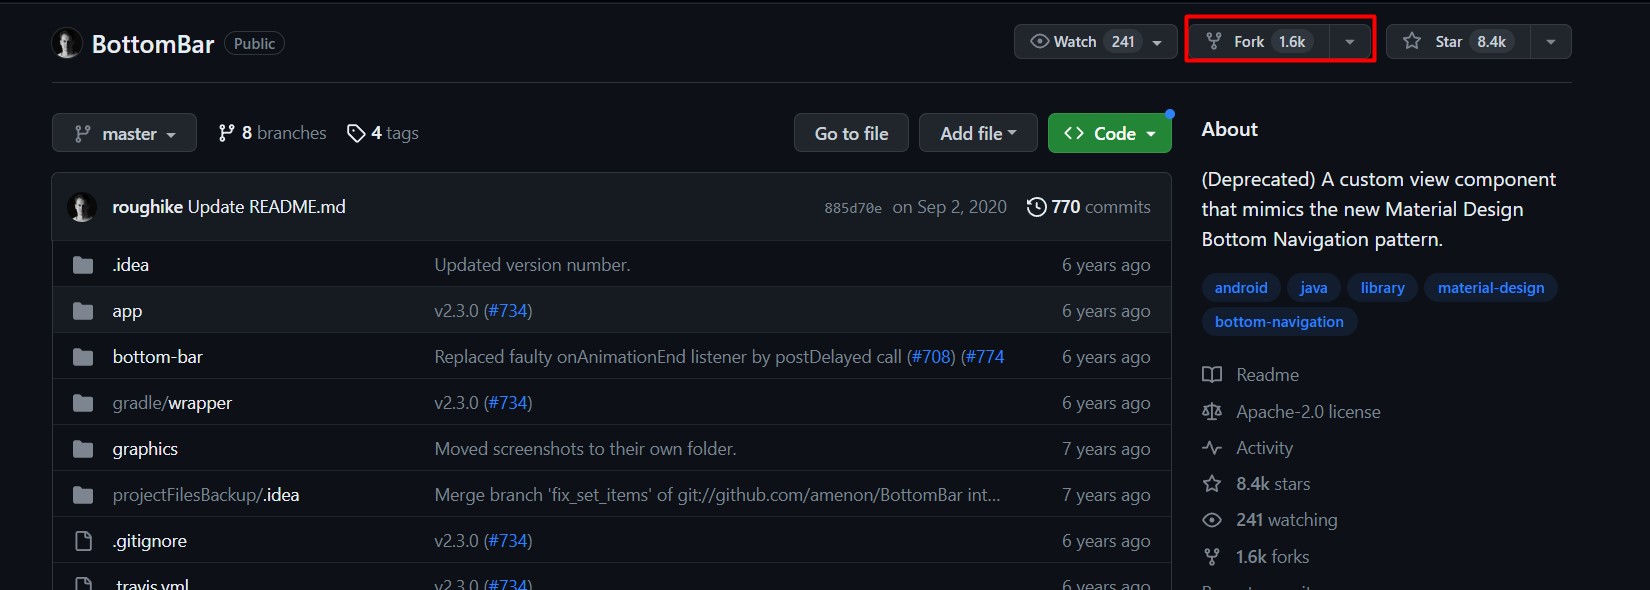 BottomBar Public Watch 241 Fork 1.6k Star 8.4k
master 8 branches 4 tags Go to file Add file Code
roughike Update README.md 885d70e on Sep 2, 2020 770 commits
.idea Updated version number. 6 years ago
app v2.3.0 (#734) 6 years ago
bottom-bar Replaced faulty onAnimationEnd listener by postDelayed call (#708) (#774 6 years ago
gradle/wrapper v2.3.0 (#734) 6 years ago
graphics Moved screenshots to their own folder. 7 years ago
projectFilesBackup/.idea Merge branch 'fix_set_items' of git://github.com/amenon/BottomBar int... 7 years ago
.gitignore v2.3.0 (#734) 6 years ago
.travis.yml v2.3.0 (#734) 6 years ago
About
(Deprecated) A custom view component
that mimics the new Material Design
Bottom Navigation pattern.
android java library material-design
bottom-navigation
Readme
Apache-2.0 license
Activity
8.4k stars
241 watching
1.6k forks